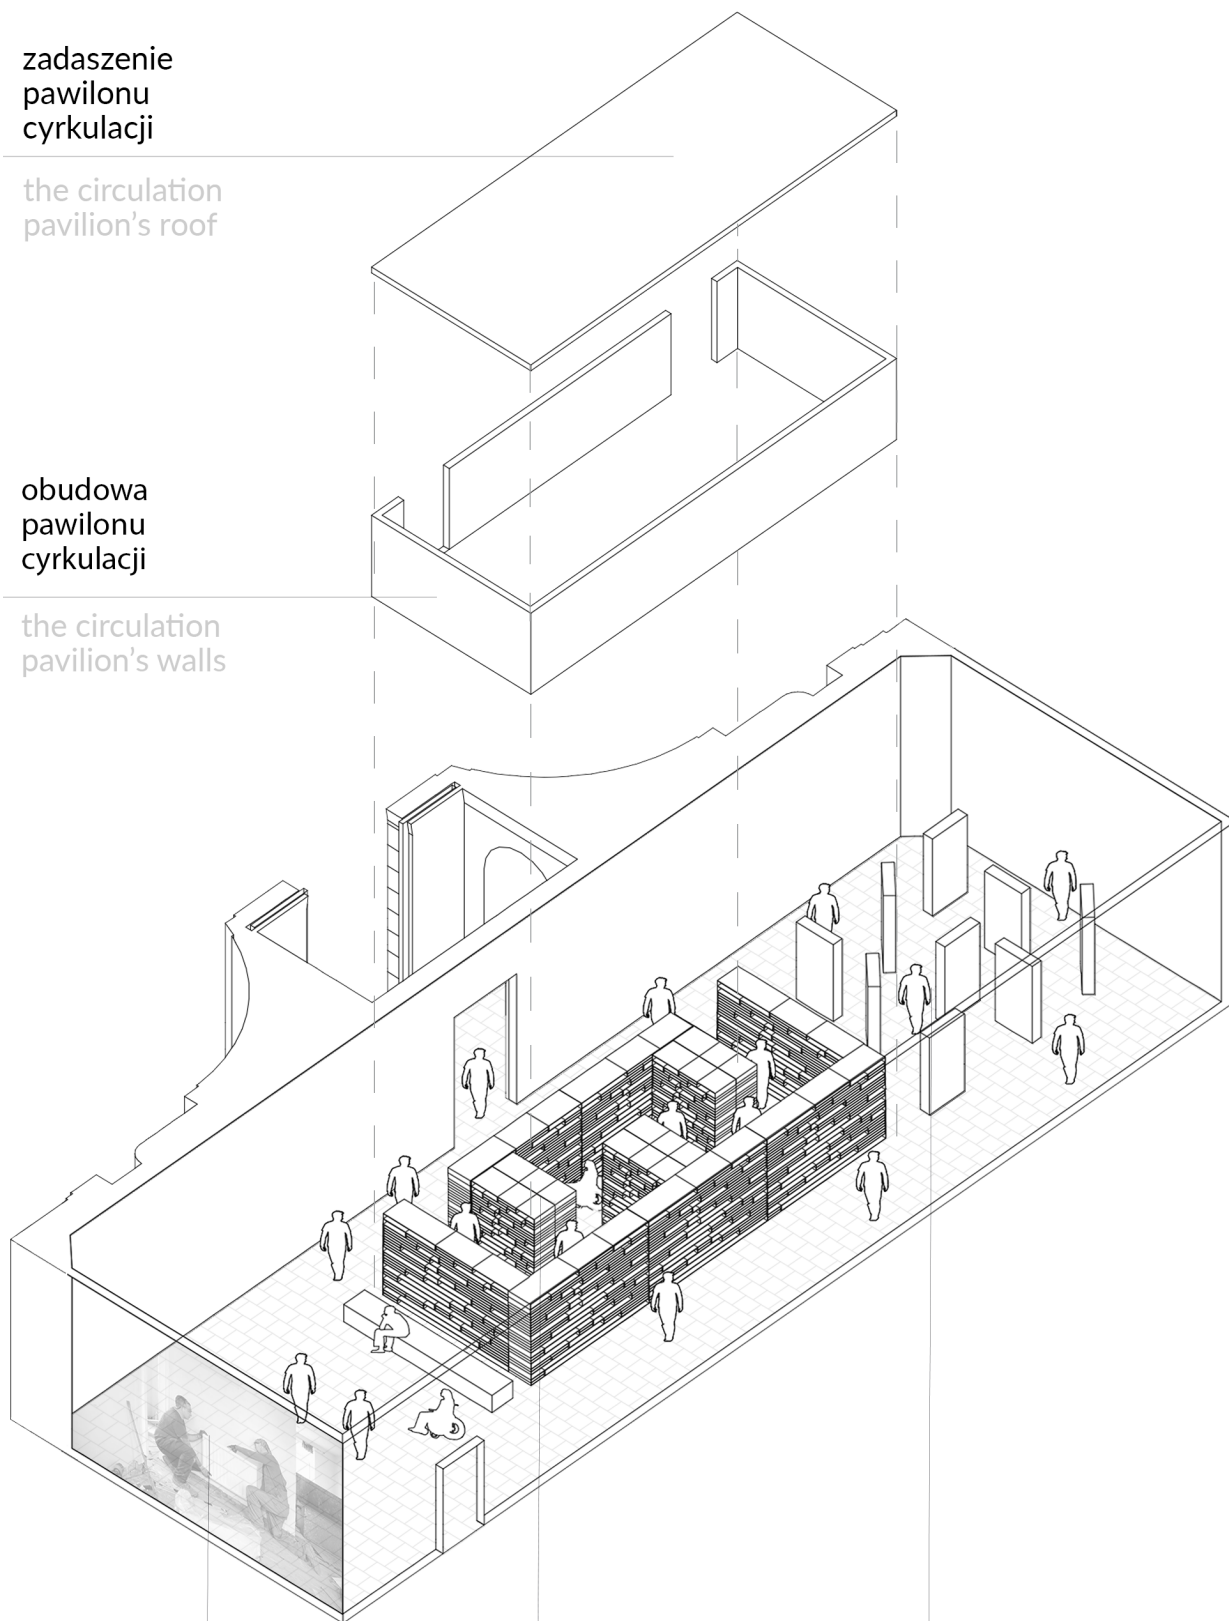 zadaszenie
pawilonu
cyrkulacji
the circulation
pavilion’s roof
obudowa
pawilonu
cyrkulacji
the circulation
pavilion’s walls